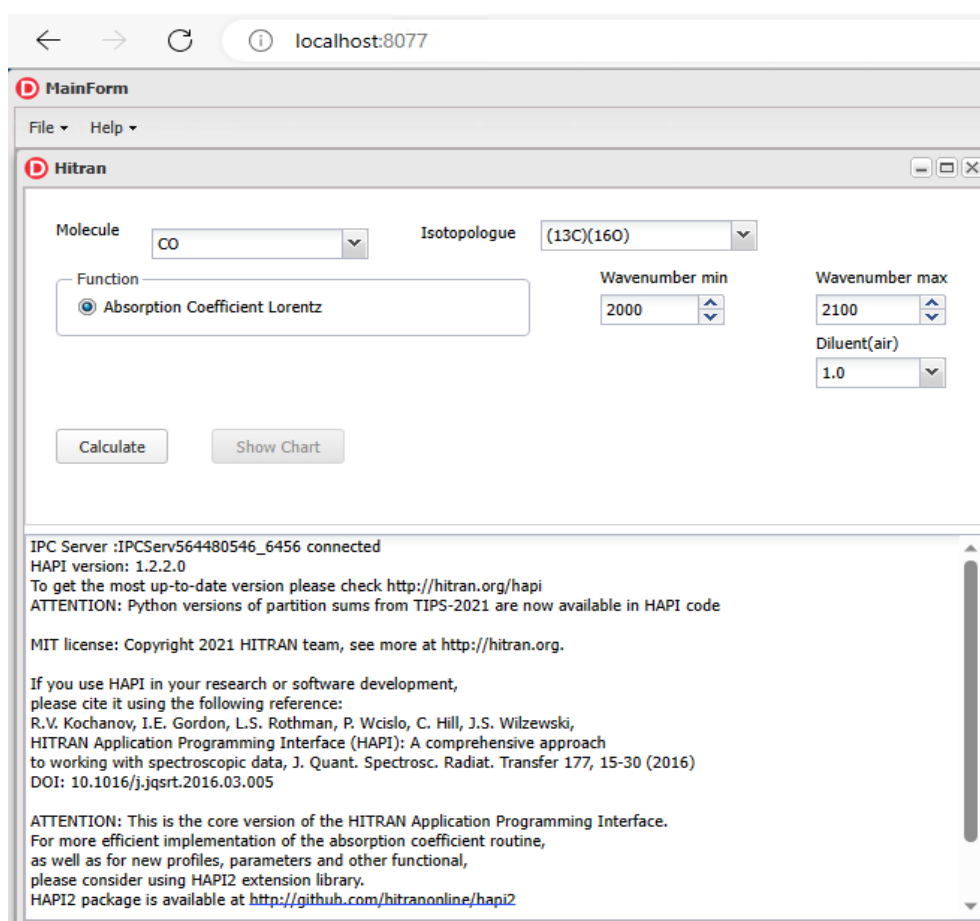 localhost:8077
MainForm
File Help
Hitran
Molecule CO Isotopologue (13C)(16O)
Function Wavenumber min Wavenumber max
Absorption Coefficient Lorentz 2000 2100
Diluent(air)
1.0
Calculate Show Chart
IPC Server :IPCServ564480546_6456 connected
HAPI version: 1.2.2.0
To get the most up-to-date version please check http://hitran.org/hapi
ATTENTION: Python versions of partition sums from TIPS-2021 are now available in HAPI code
MIT license: Copyright 2021 HITRAN team, see more at http://hitran.org.
If you use HAPI in your research or software development,
please cite it using the following reference:
R.V. Kochanov, I.E. Gordon, L.S. Rothman, P. Wcislo, C. Hill, J.S. Wilzewski,
HITRAN Application Programming Interface (HAPI): A comprehensive approach
to working with spectroscopic data, J. Quant. Spectrosc. Radiat. Transfer 177, 15-30 (2016)
DOI: 10.1016/j.jqsrt.2016.03.005
ATTENTION: This is the core version of the HITRAN Application Programming Interface.
For more efficient implementation of the absorption coefficient routine,
as well as for new profiles, parameters and other functional,
please consider using HAPI2 extension library.
HAPI2 package is available at http://github.com/hitranonline/hapi2